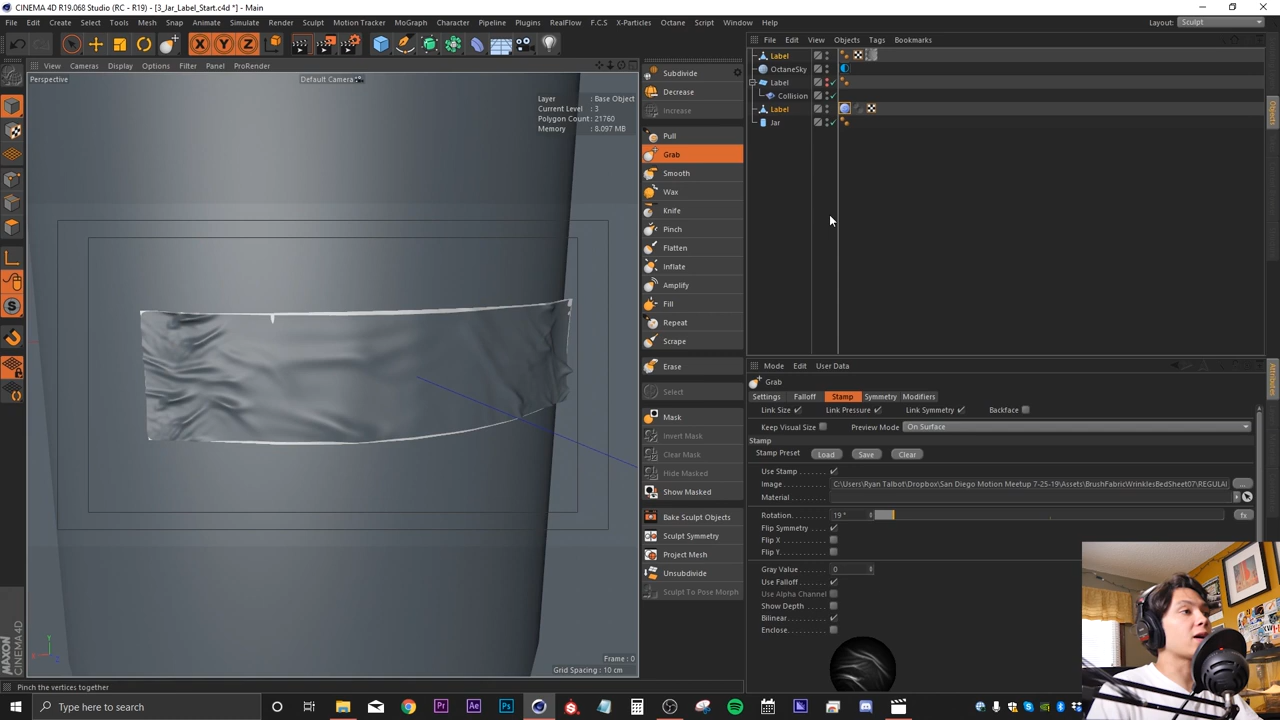 CINEMA 4D R19.068 Studio (RC - R19) - [3_Jar_Label_Start.c4d *] - Main
File Edit Create Select Tools Mesh Snap Animate Simulate Render Sculpt Motion Tracker MoGraph Character Pipeline Plugins RealFlow F.C.S X-Particles Octane Script Window Help
Layout: Sculpt
View Cameras Display Options Filter Panel ProRender
Perspective
Default Camera
Layer : Base Object
Current Level : 3
Polygon Count : 21760
Memory : 8.097 MB
Frame : 0
Grid Spacing : 10 cm
Pinch the vertices together
MAXON CINEMA4D
Subdivide
Decrease
Increase
Pull
Grab
Smooth
Wax
Knife
Pinch
Flatten
Inflate
Amplify
Fill
Repeat
Scrape
Erase
Select
Mask
Invert Mask
Clear Mask
Hide Masked
Show Masked
Bake Sculpt Objects
Sculpt Symmetry
Project Mesh
Unsubdivide
Sculpt To Pose Morph
File Edit View Objects Tags Bookmarks
Label
OctaneSky
Label
Collision
Label
Jar
Objects
Mode Edit User Data
Attributes
Grab
Settings Falloff Stamp Symmetry Modifiers
Link Size Link Pressure Link Symmetry Backface
Keep Visual Size Preview Mode On Surface
Stamp
Stamp Preset Load Save Clear
Use Stamp
Image C:\Users\Ryan Talbot\Dropbox\San Diego Motion Meetup 7-25-19\Assets\BrushFabricWrinklesBedSheet07\REGULAI
Material
Rotation 19 ° fx
Flip Symmetry
Flip X
Flip Y
Gray Value 0
Use Falloff
Use Alpha Channel
Show Depth
Bilinear
Enclose
Type here to search
Pr Ae Ps